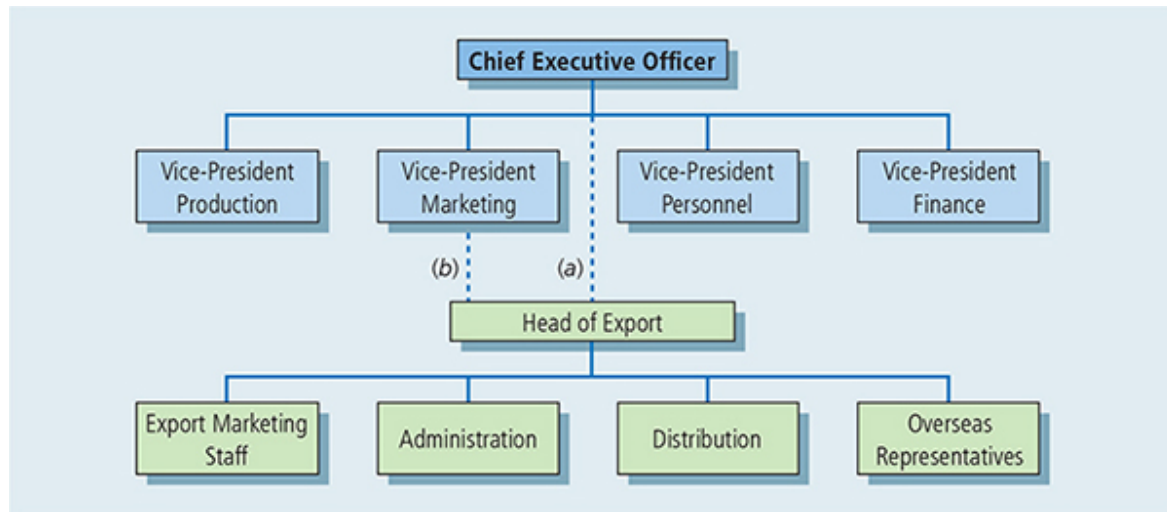 Chief Executive Officer
Vice-President
Production
Vice-President
Marketing
Vice-President
Personnel
Vice-President
Finance
(b)
(a)
Head of Export
Export Marketing
Staff
Administration
Distribution
Overseas
Representatives